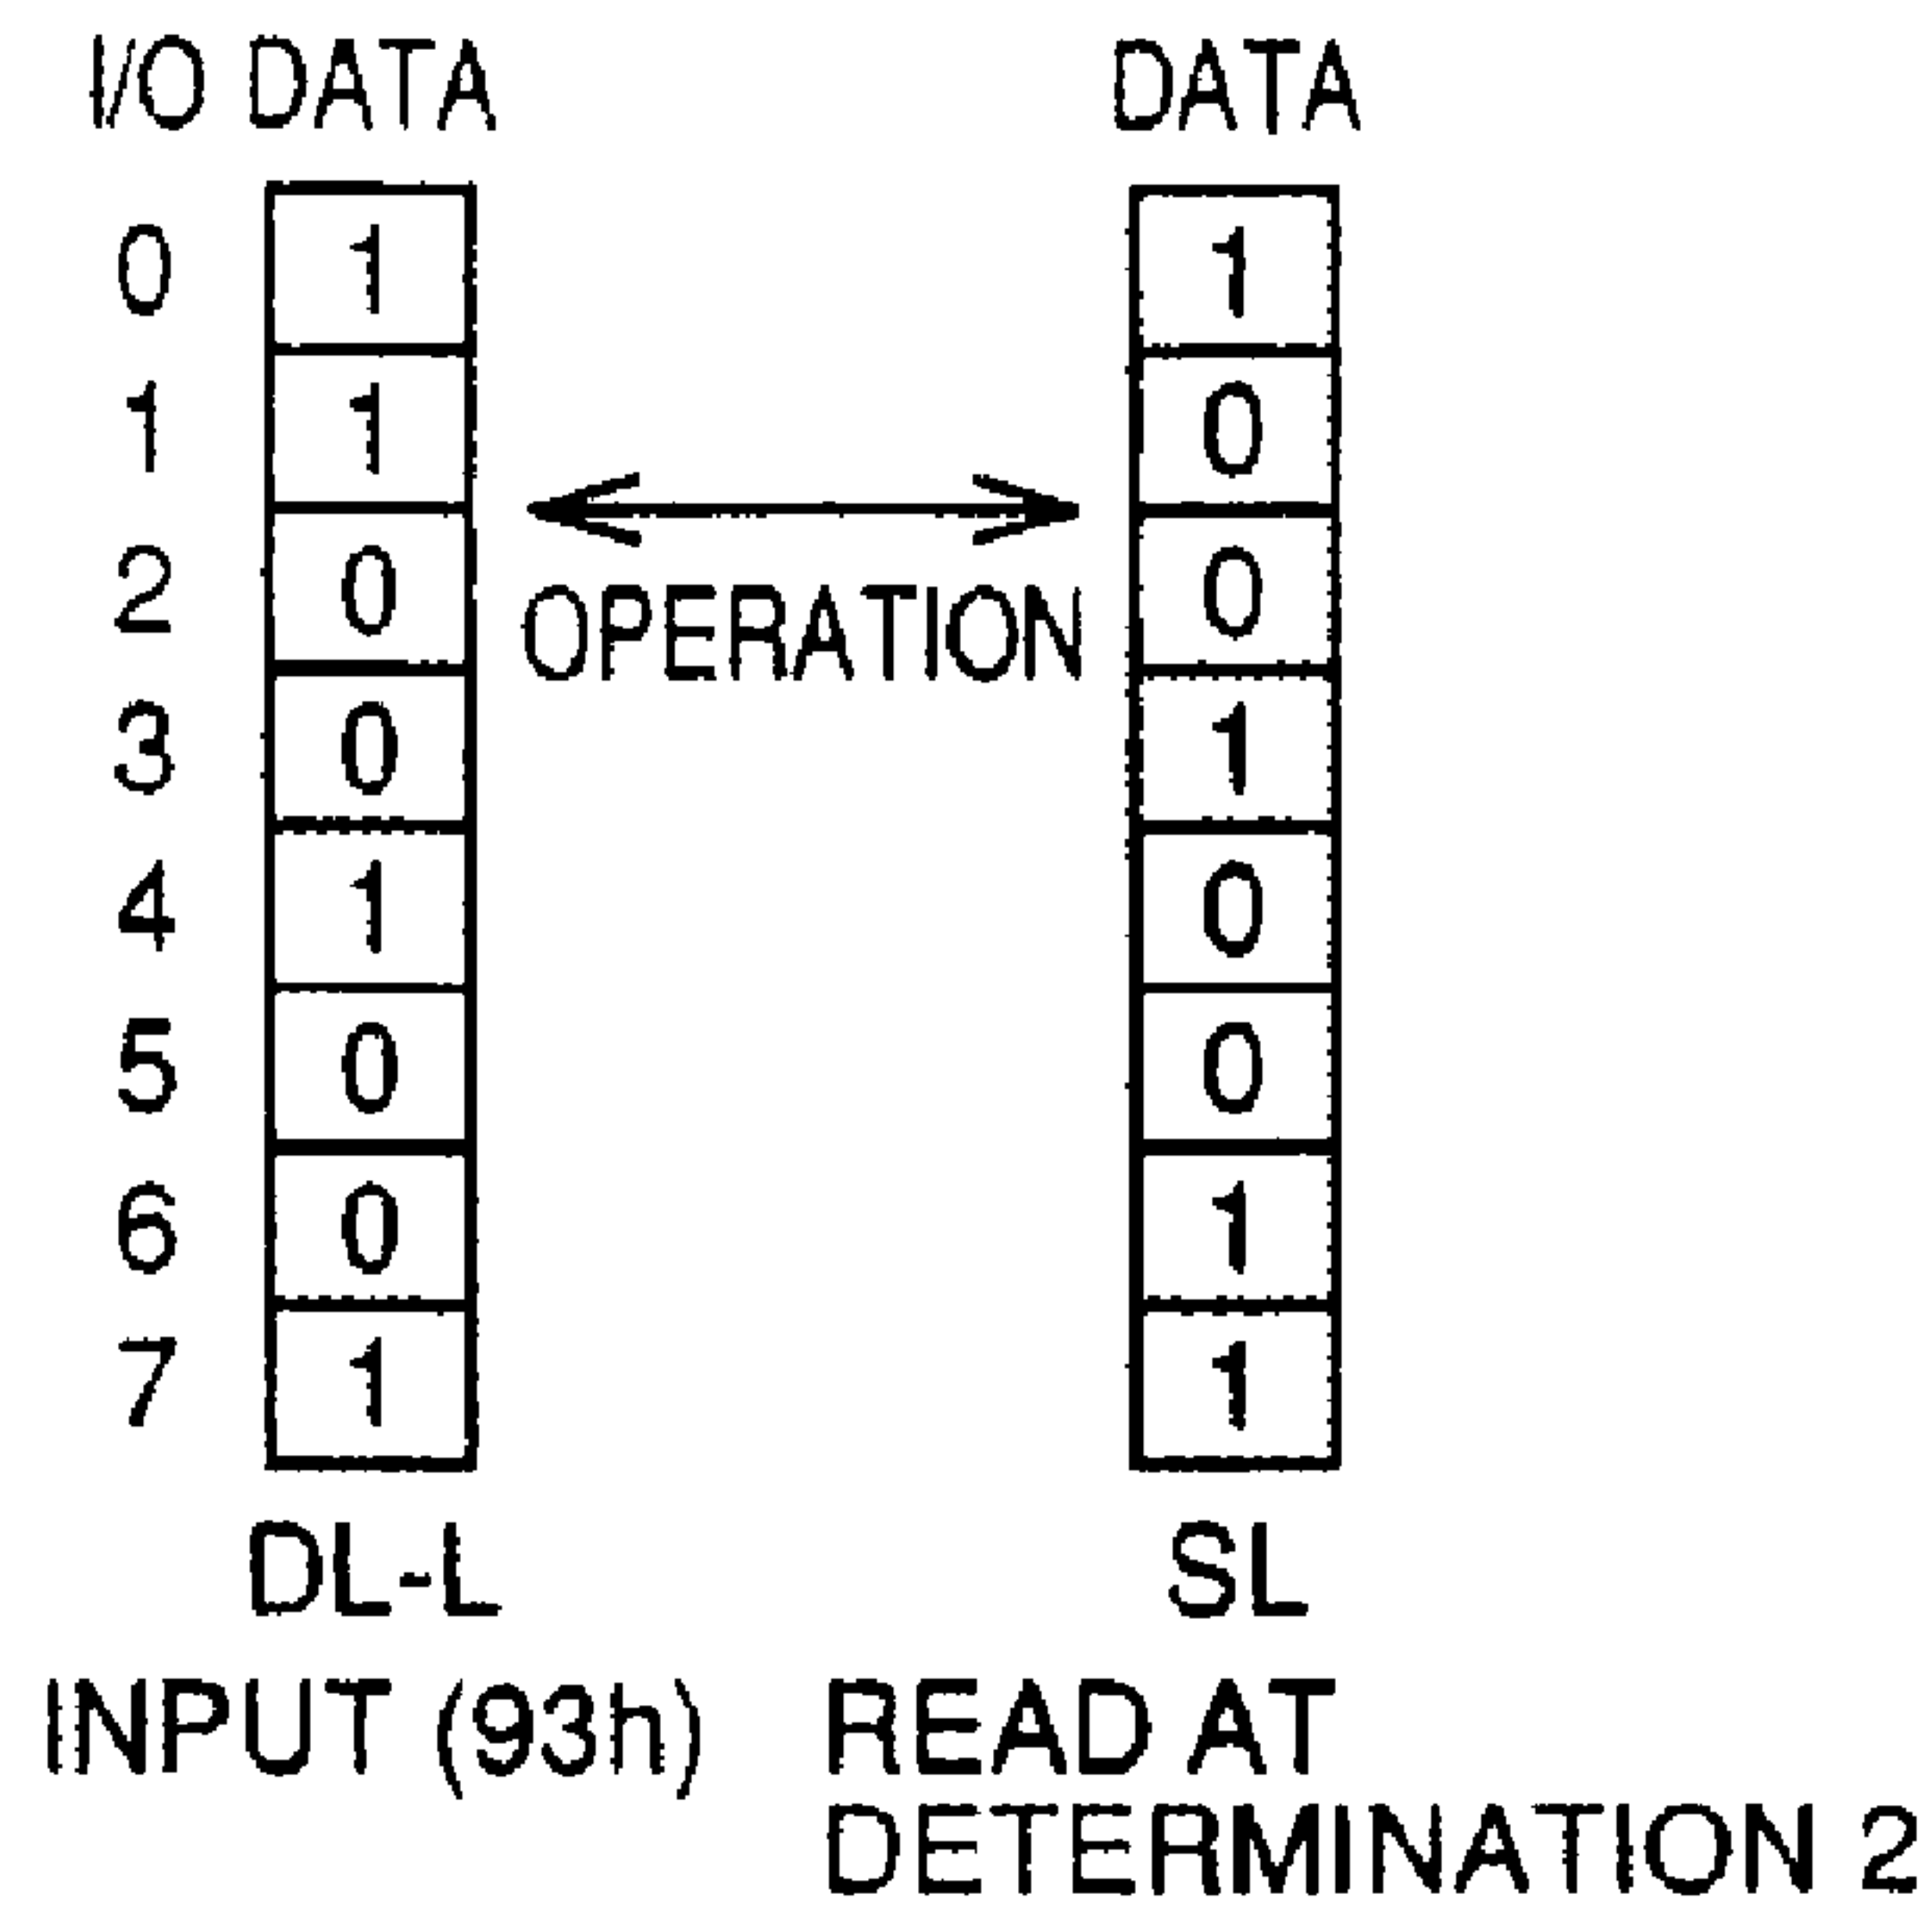 I/O DATA DATA
0 1 1
1 1 0
2 0 0
OPERATION
3 0 1
4 1 0
5 0 0
6 0 1
7 1 1
DL-L SL
INPUT (93h) READ AT
DETERMINATION 2